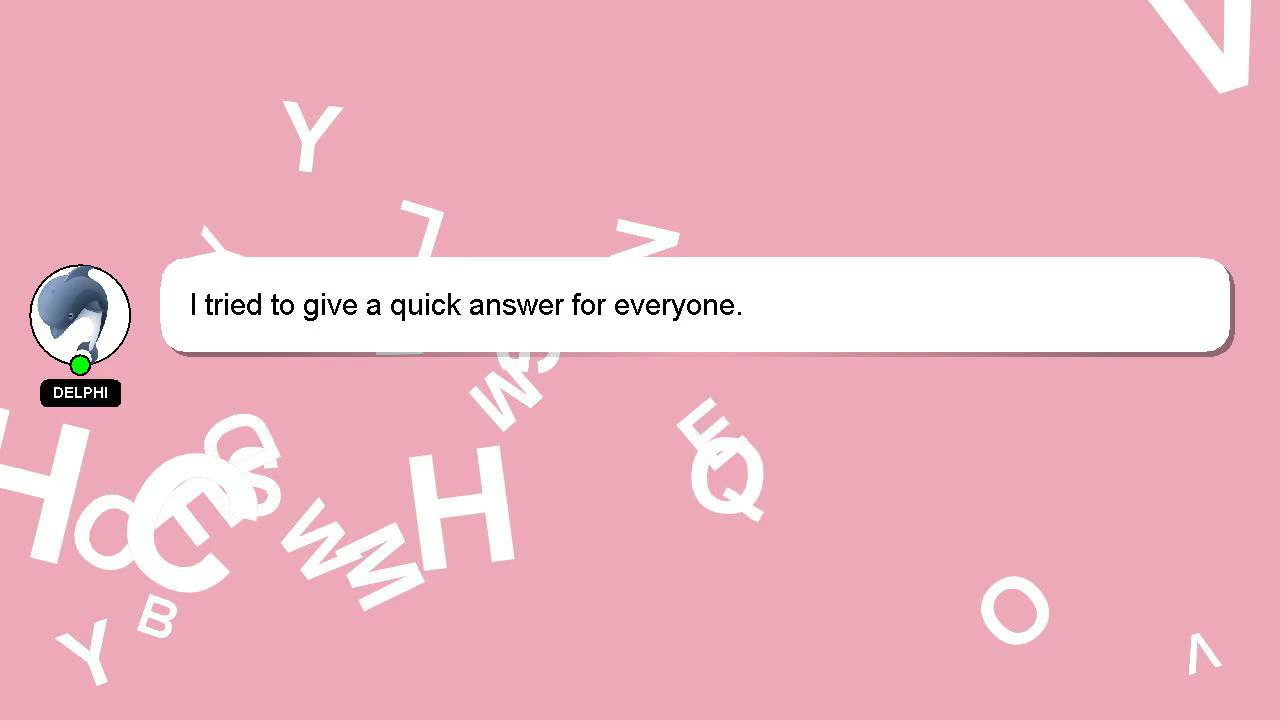 I tried to give a quick answer for everyone.
DELPHI
V
Y
L
Z
Y
S
W
H
O
C
D
S
E
W
M
H
E
Q
Y
B
O
V